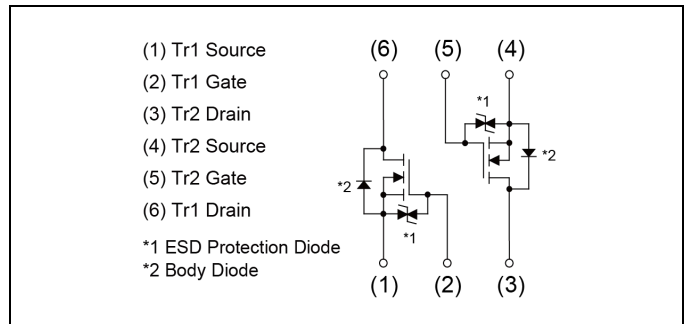 (1) Tr1 Source
(2) Tr1 Gate
(3) Tr2 Drain
(4) Tr2 Source
(5) Tr2 Gate
(6) Tr1 Drain
*1 ESD Protection Diode
*2 Body Diode
(6) (5) (4)
*1
*2
*2
*1
(1) (2) (3)